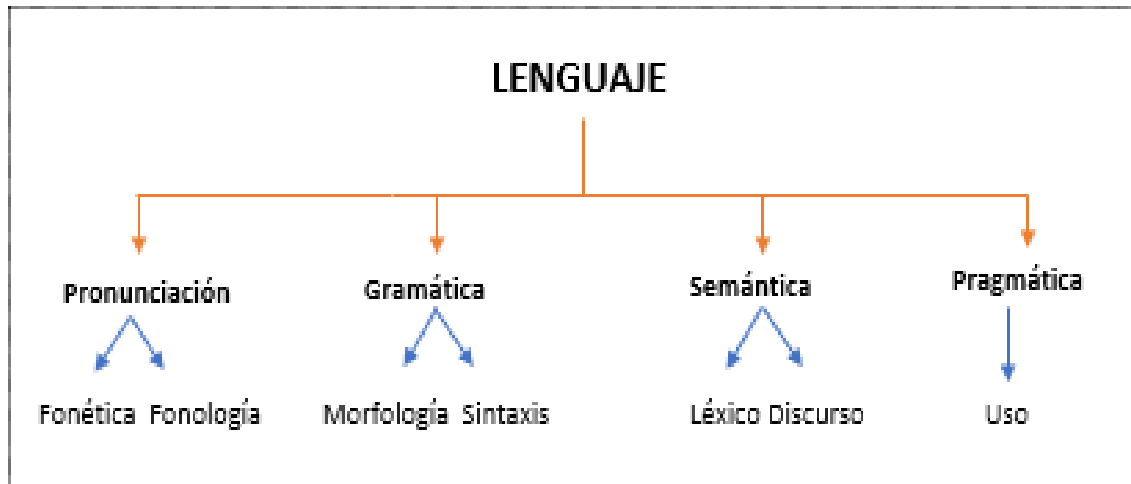 LENGUAJE
Pronunciación Gramática Semántica Pragmática
Fonética Fonología Morfología Sintaxis Léxico Discurso Uso